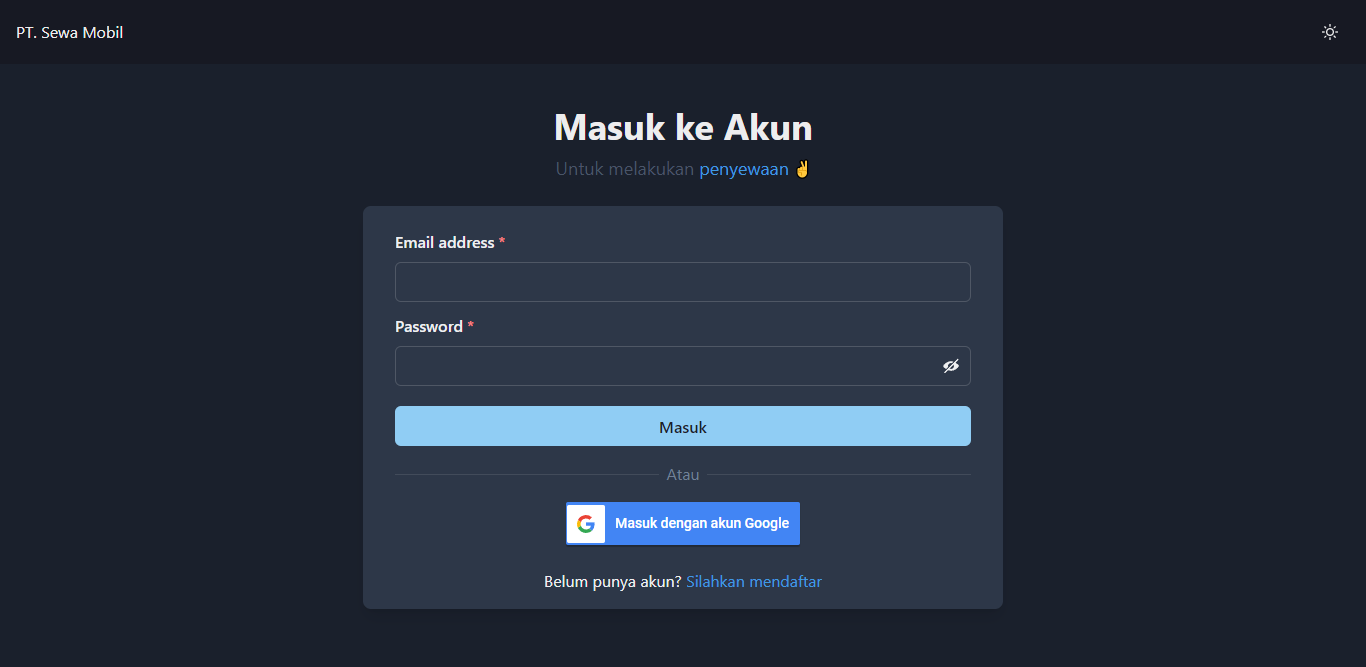 PT. Sewa Mobil
Masuk ke Akun
Untuk melakukan penyewaan ✌
Email address *
Password *
Masuk
Atau
Masuk dengan akun Google
Belum punya akun? Silahkan mendaftar